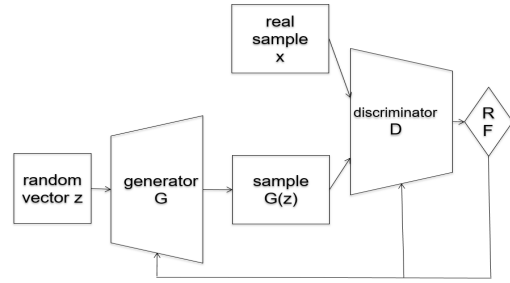 real
sample
x
discriminator
D
R
F
random
vector z
generator
G
sample
G(z)